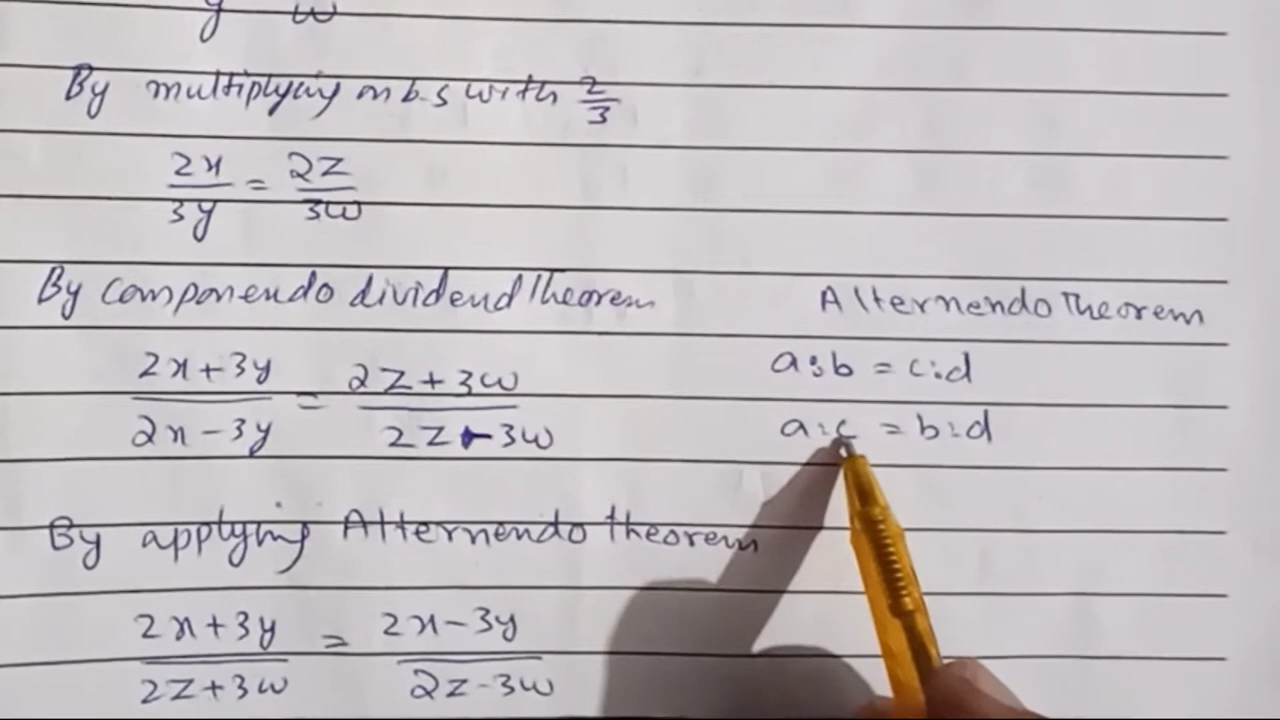 y w
By multiplying on b.s with 2/3
2x/3y = 2z/3w
By componendo dividend theorem
2x+3y/2x-3y = 2z+3w/2z-3w
Alternendo Theorem
a:b = c:d
a:c = b:d
By applying Alternendo theorem
2x+3y/2z+3w = 2x-3y/2z-3w